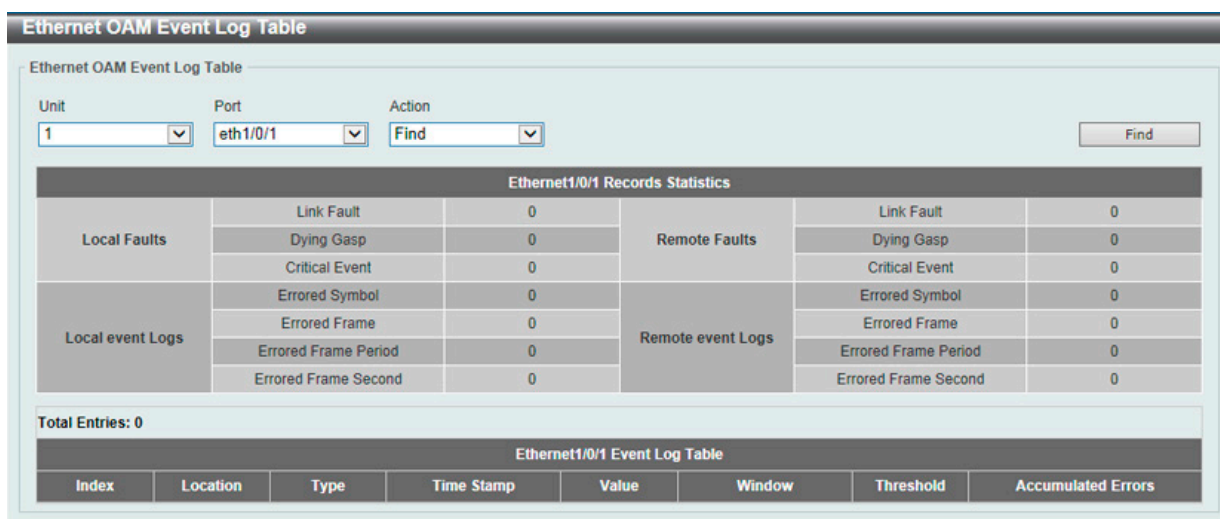 Ethernet OAM Event Log Table
Ethernet OAM Event Log Table
Unit Port Action
1 eth1/0/1 Find Find
Ethernet1/0/1 Records Statistics
Local Faults Link Fault 0 Remote Faults Link Fault 0
Dying Gasp 0 Dying Gasp 0
Critical Event 0 Critical Event 0
Local event Logs Errored Symbol 0 Remote event Logs Errored Symbol 0
Errored Frame 0 Errored Frame 0
Errored Frame Period 0 Errored Frame Period 0
Errored Frame Second 0 Errored Frame Second 0
Total Entries: 0
Ethernet1/0/1 Event Log Table
Index Location Type Time Stamp Value Window Threshold Accumulated Errors